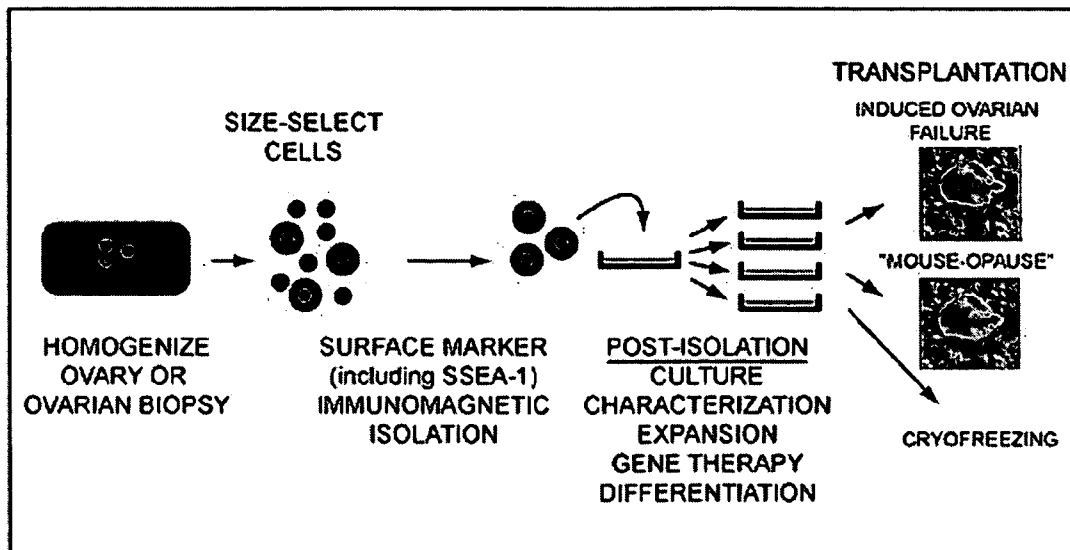 TRANSPLANTATION
INDUCED OVARIAN
FAILURE
SIZE-SELECT
CELLS
"MOUSE-OPAUSE"
HOMOGENIZE
OVARY OR
OVARIAN BIOPSY
SURFACE MARKER
(including SSEA-1)
IMMUNOMAGNETIC
ISOLATION
POST-ISOLATION
CULTURE
CHARACTERIZATION
EXPANSION
GENE THERAPY
DIFFERENTIATION
CRYOFREEZING